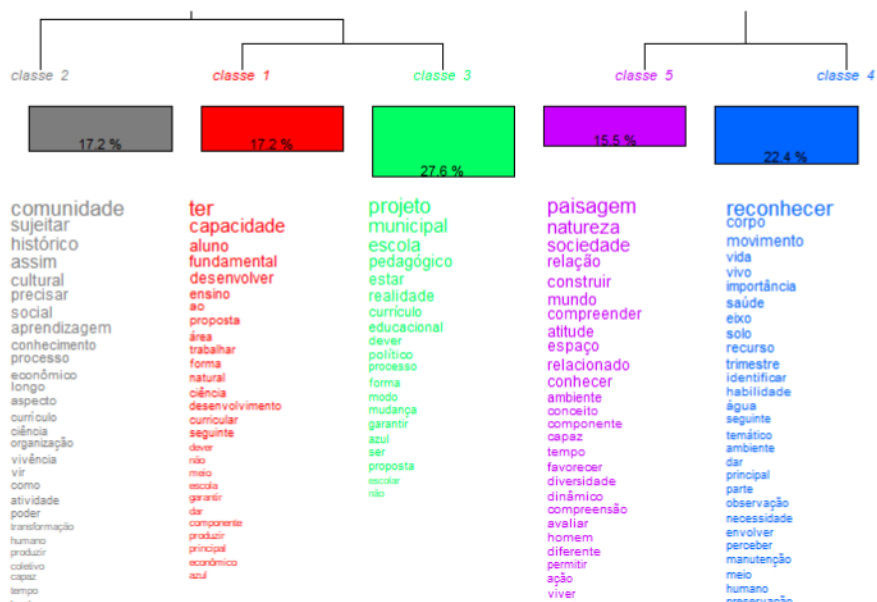 classe 2
classe 1
classe 3
classe 5
classe 4
17.2 %
17.2 %
27.6 %
15.5 %
22.4 %
comunidade
sujeitar
histórico
assim
cultural
precisar
social
aprendizagem
conhecimento
processo
econômico
longo
aspecto
currículo
ciência
organização
vivência
vir
como
atividade
poder
transformação
humano
produzir
coletivo
capaz
tempo
ter
capacidade
aluno
fundamental
desenvolver
ensino
ao
proposta
área
trabalhar
forma
natural
ciência
desenvolvimento
curricular
seguinte
dever
não
meio
escola
garantir
dar
componente
produzir
principal
econômico
azul
projeto
municipal
escola
pedagógico
estar
realidade
currículo
educacional
dever
político
processo
forma
modo
mudança
garantir
azul
ser
proposta
escolar
não
paisagem
natureza
sociedade
relação
construir
mundo
compreender
atitude
espaço
relacionado
conhecer
ambiente
conceito
componente
capaz
tempo
favorecer
diversidade
dinâmico
compreensão
avaliar
homem
diferente
permitir
ação
viver
reconhecer
corpo
movimento
vida
vivo
importância
saúde
eixo
solo
recurso
trimestre
identificar
habilidade
água
seguinte
temático
ambiente
dar
principal
parte
observação
necessidade
envolver
perceber
manutenção
meio
humano
preservação